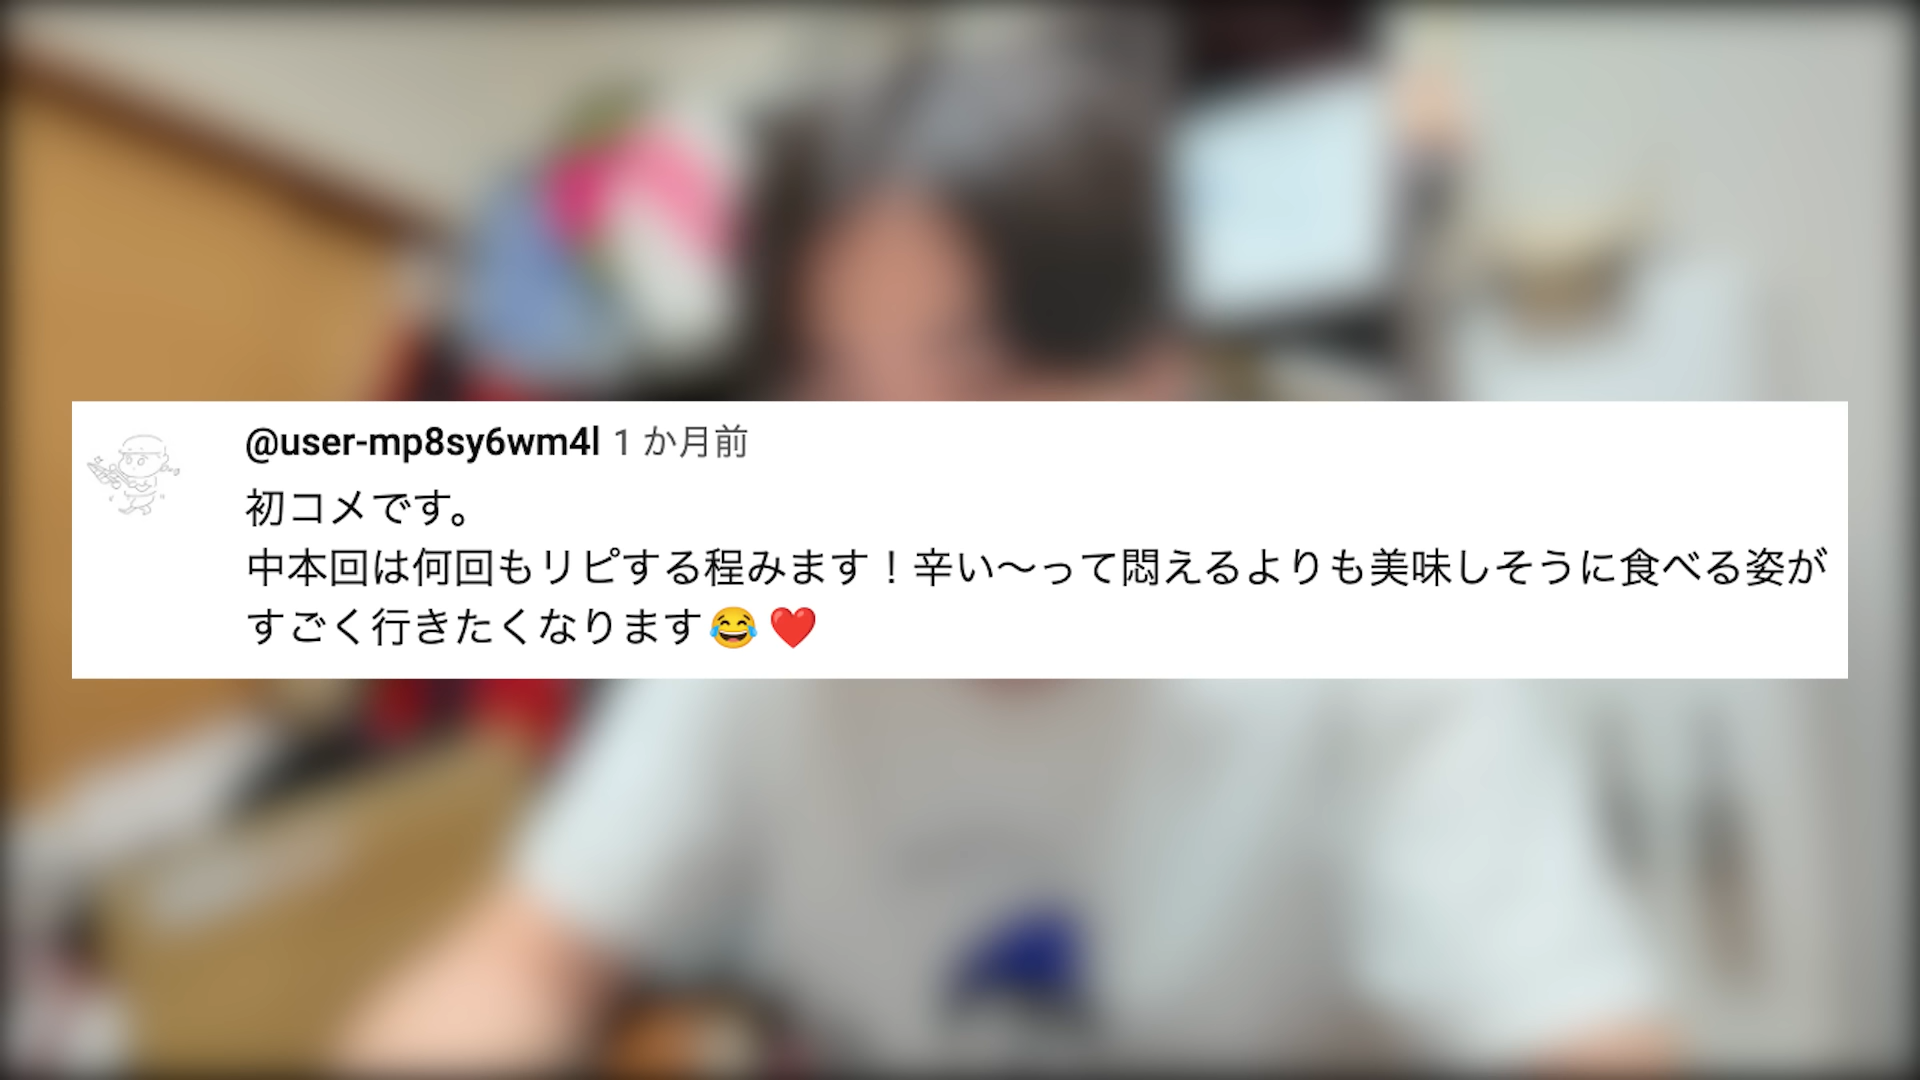 @user-mp8sy6wm4l 1 か月前
初コメです。
中本回は何回もリピする程みます！辛い〜って悶えるよりも美味しそうに食べる姿が
すごく行きたくなります😂 ❤️